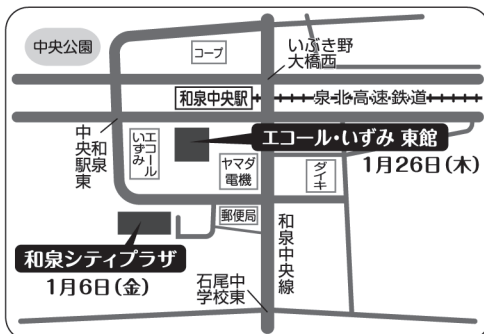 中央公園
コープ
いぶき野
大橋西
和泉中央駅
泉北高速鉄道
和泉
中央駅東
エコール
いずみ
エコール・いずみ 東館
1月26日(木)
ヤマダ
電機
ダイキ
郵便局
和泉シティプラザ
1月6日(金)
和泉中央線
石尾中
学校東